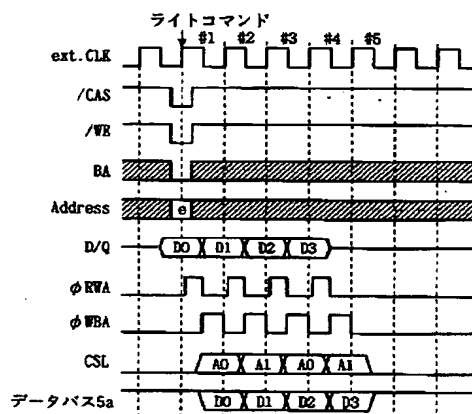 ライトコマンド
#1 #2 #3 #4 #5
ext.CLK
/CAS
/WE
BA
Address e
D/Q D0 D1 D2 D3
φRWA
φWBA
CSL A0 A1 A0 A1
データバス5a D0 D1 D2 D3